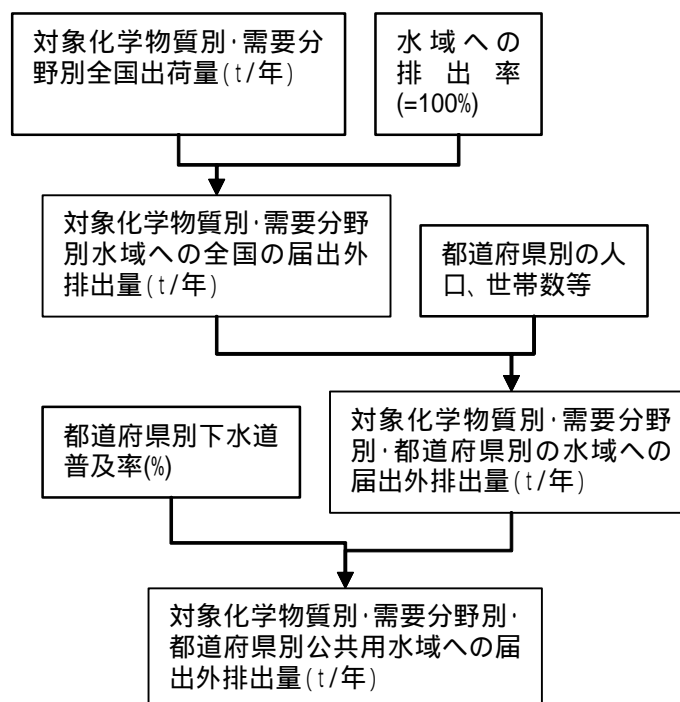 対象化学物質別･需要分
野別全国出荷量(t/年)
水域への
排出率
(=100%)
対象化学物質別･需要分野
別水域への全国の届出外
排出量(t/年)
都道府県別の人
口、世帯数等
都道府県別下水道
普及率(%)
対象化学物質別･需要分野
別･都道府県別の水域への
届出外排出量(t/年)
対象化学物質別･需要分野別･
都道府県別公共用水域への届
出外排出量(t/年)